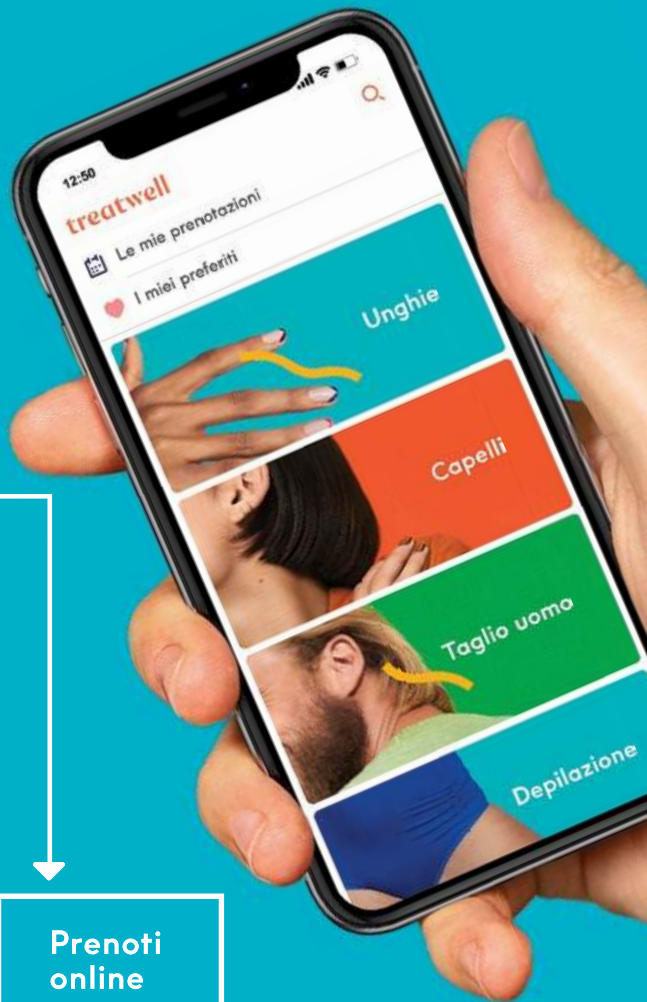 12:50
treatwell
Le mie prenotazioni
I miei preferiti
Unghie
Capelli
Taglio uomo
Depilazione
Prenoti
online